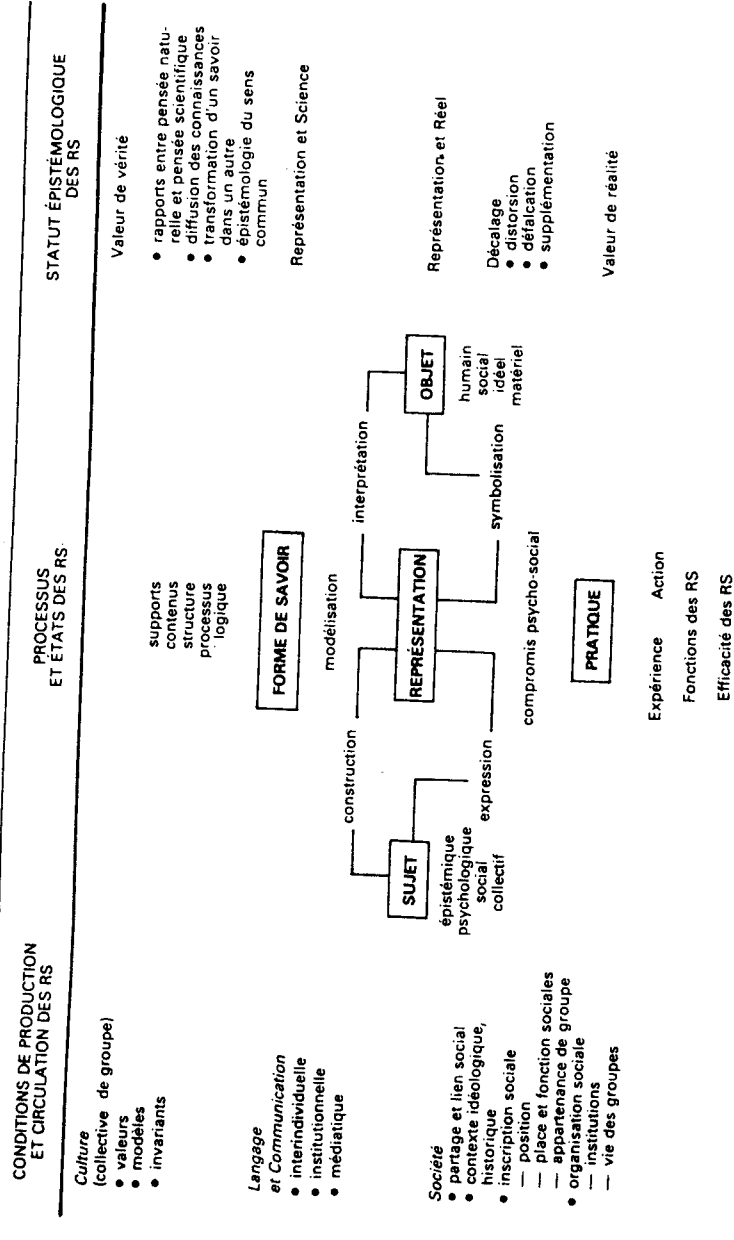 CONDITIONS DE PRODUCTION
ET CIRCULATION DES RS
PROCESSUS
ET ÉTATS DES RS
STATUT ÉPISTÉMOLOGIQUE
DES RS
Culture
(collective de groupe)
• valeurs
• modèles
• invariants
Langage
et Communication
• interindividuelle
• institutionnelle
• médiatique
Société
• partage et lien social
• contexte idéologique,
historique
• inscription sociale
— position
— place et fonction sociales
— appartenance de groupe
• organisation sociale
— institutions
— vie des groupes
supports
contenus
structure
processus
logique
FORME DE SAVOIR
modélisation
construction
interprétation
SUJET
REPRÉSENTATION
OBJET
épistémique
psychologique
social
collectif
expression
symbolisation
humain
social
idéel
matériel
compromis psycho-social
PRATIQUE
Expérience Action
Fonctions des RS
Efficacité des RS
Valeur de vérité
• rapports entre pensée natu-
relle et pensée scientifique
• diffusion des connaissances
• transformation d'un savoir
dans un autre
• épistémologie du sens
commun
Représentation et Science
Représentation et Réel
Décalage
• distorsion
• défalcation
• supplémentation
Valeur de réalité